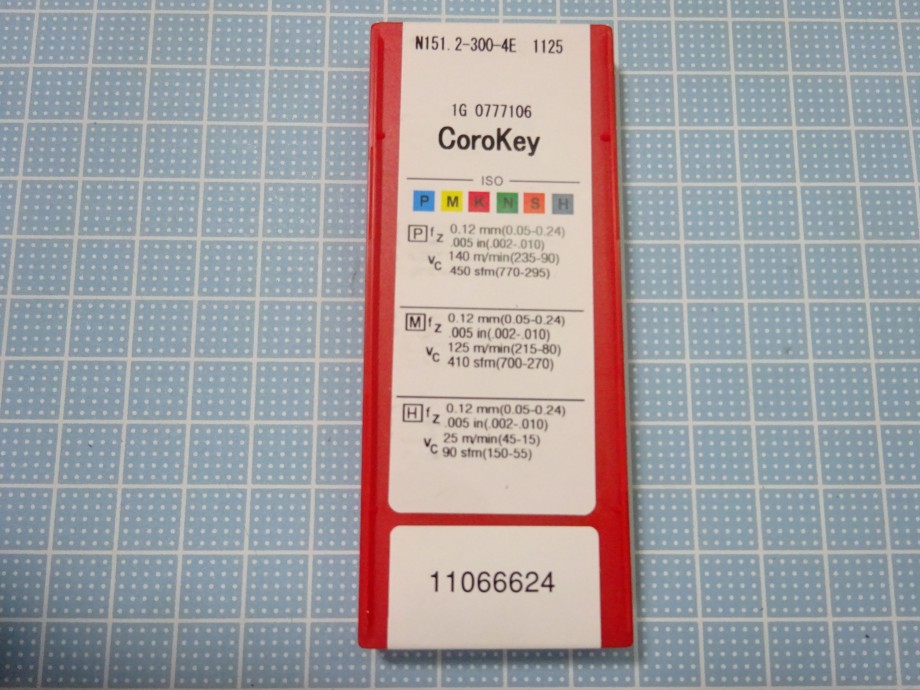 N151.2-300-4E 1125
1G 0777106
CoroKey
ISO
P M K N S H
P fz 0.12 mm(0.05-0.24)
.005 in(.002-.010)
vc 140 m/min(235-90)
450 sfm(770-295)
M fz 0.12 mm(0.05-0.24)
.005 in(.002-.010)
vc 125 m/min(215-80)
410 sfm(700-270)
H fz 0.12 mm(0.05-0.24)
.005 in(.002-.010)
vc 25 m/min(45-15)
90 sfm(150-55)
11066624